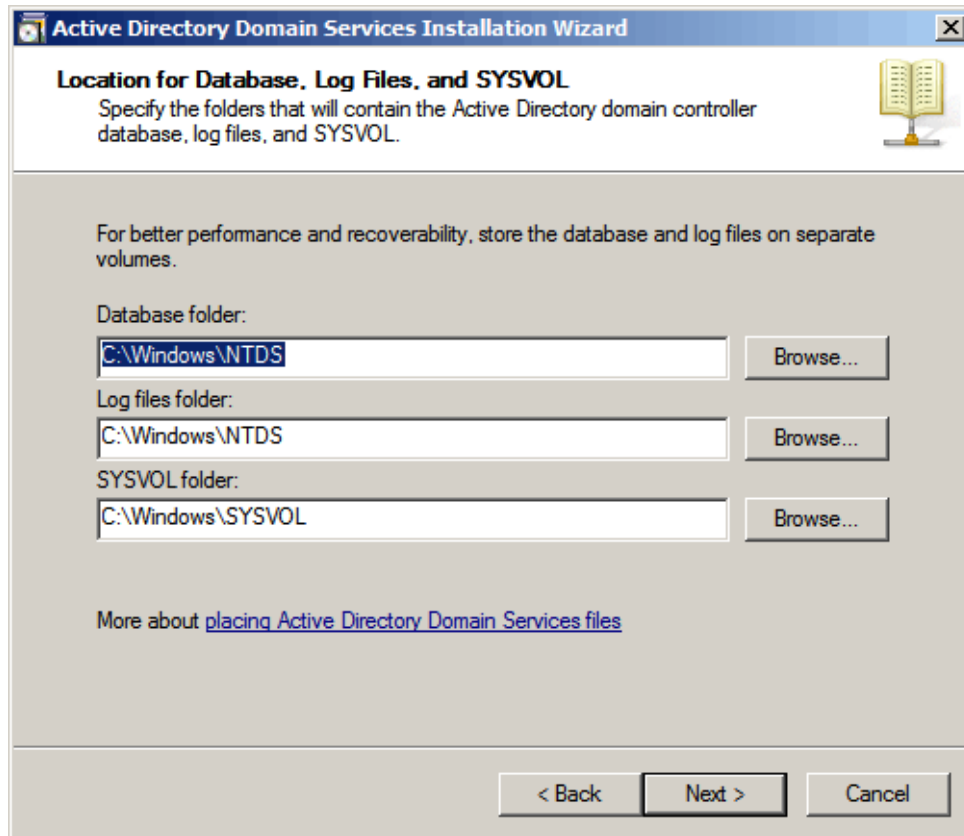 Active Directory Domain Services Installation Wizard
Location for Database, Log Files, and SYSVOL
Specify the folders that will contain the Active Directory domain controller
database, log files, and SYSVOL.
For better performance and recoverability, store the database and log files on separate
volumes.
Database folder:
C:\Windows\NTDS
Browse...
Log files folder:
C:\Windows\NTDS
Browse...
SYSVOL folder:
C:\Windows\SYSVOL
Browse...
More about placing Active Directory Domain Services files
< Back
Next >
Cancel